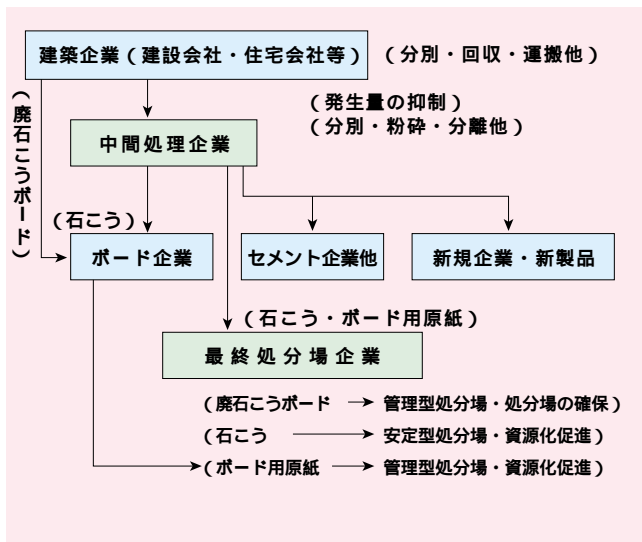 建築企業（建設会社・住宅会社等）
（分別・回収・運搬他）
（発生量の抑制）
（分別・粉砕・分離他）
中間処理企業
（廃石こうボード）
（石こう）
ボード企業
セメント企業他
新規企業・新製品
（石こう・ボード用原紙）
最終処分場企業
（廃石こうボード → 管理型処分場・処分場の確保）
（石こう → 安定型処分場・資源化促進）
（ボード用原紙 → 管理型処分場・資源化促進）